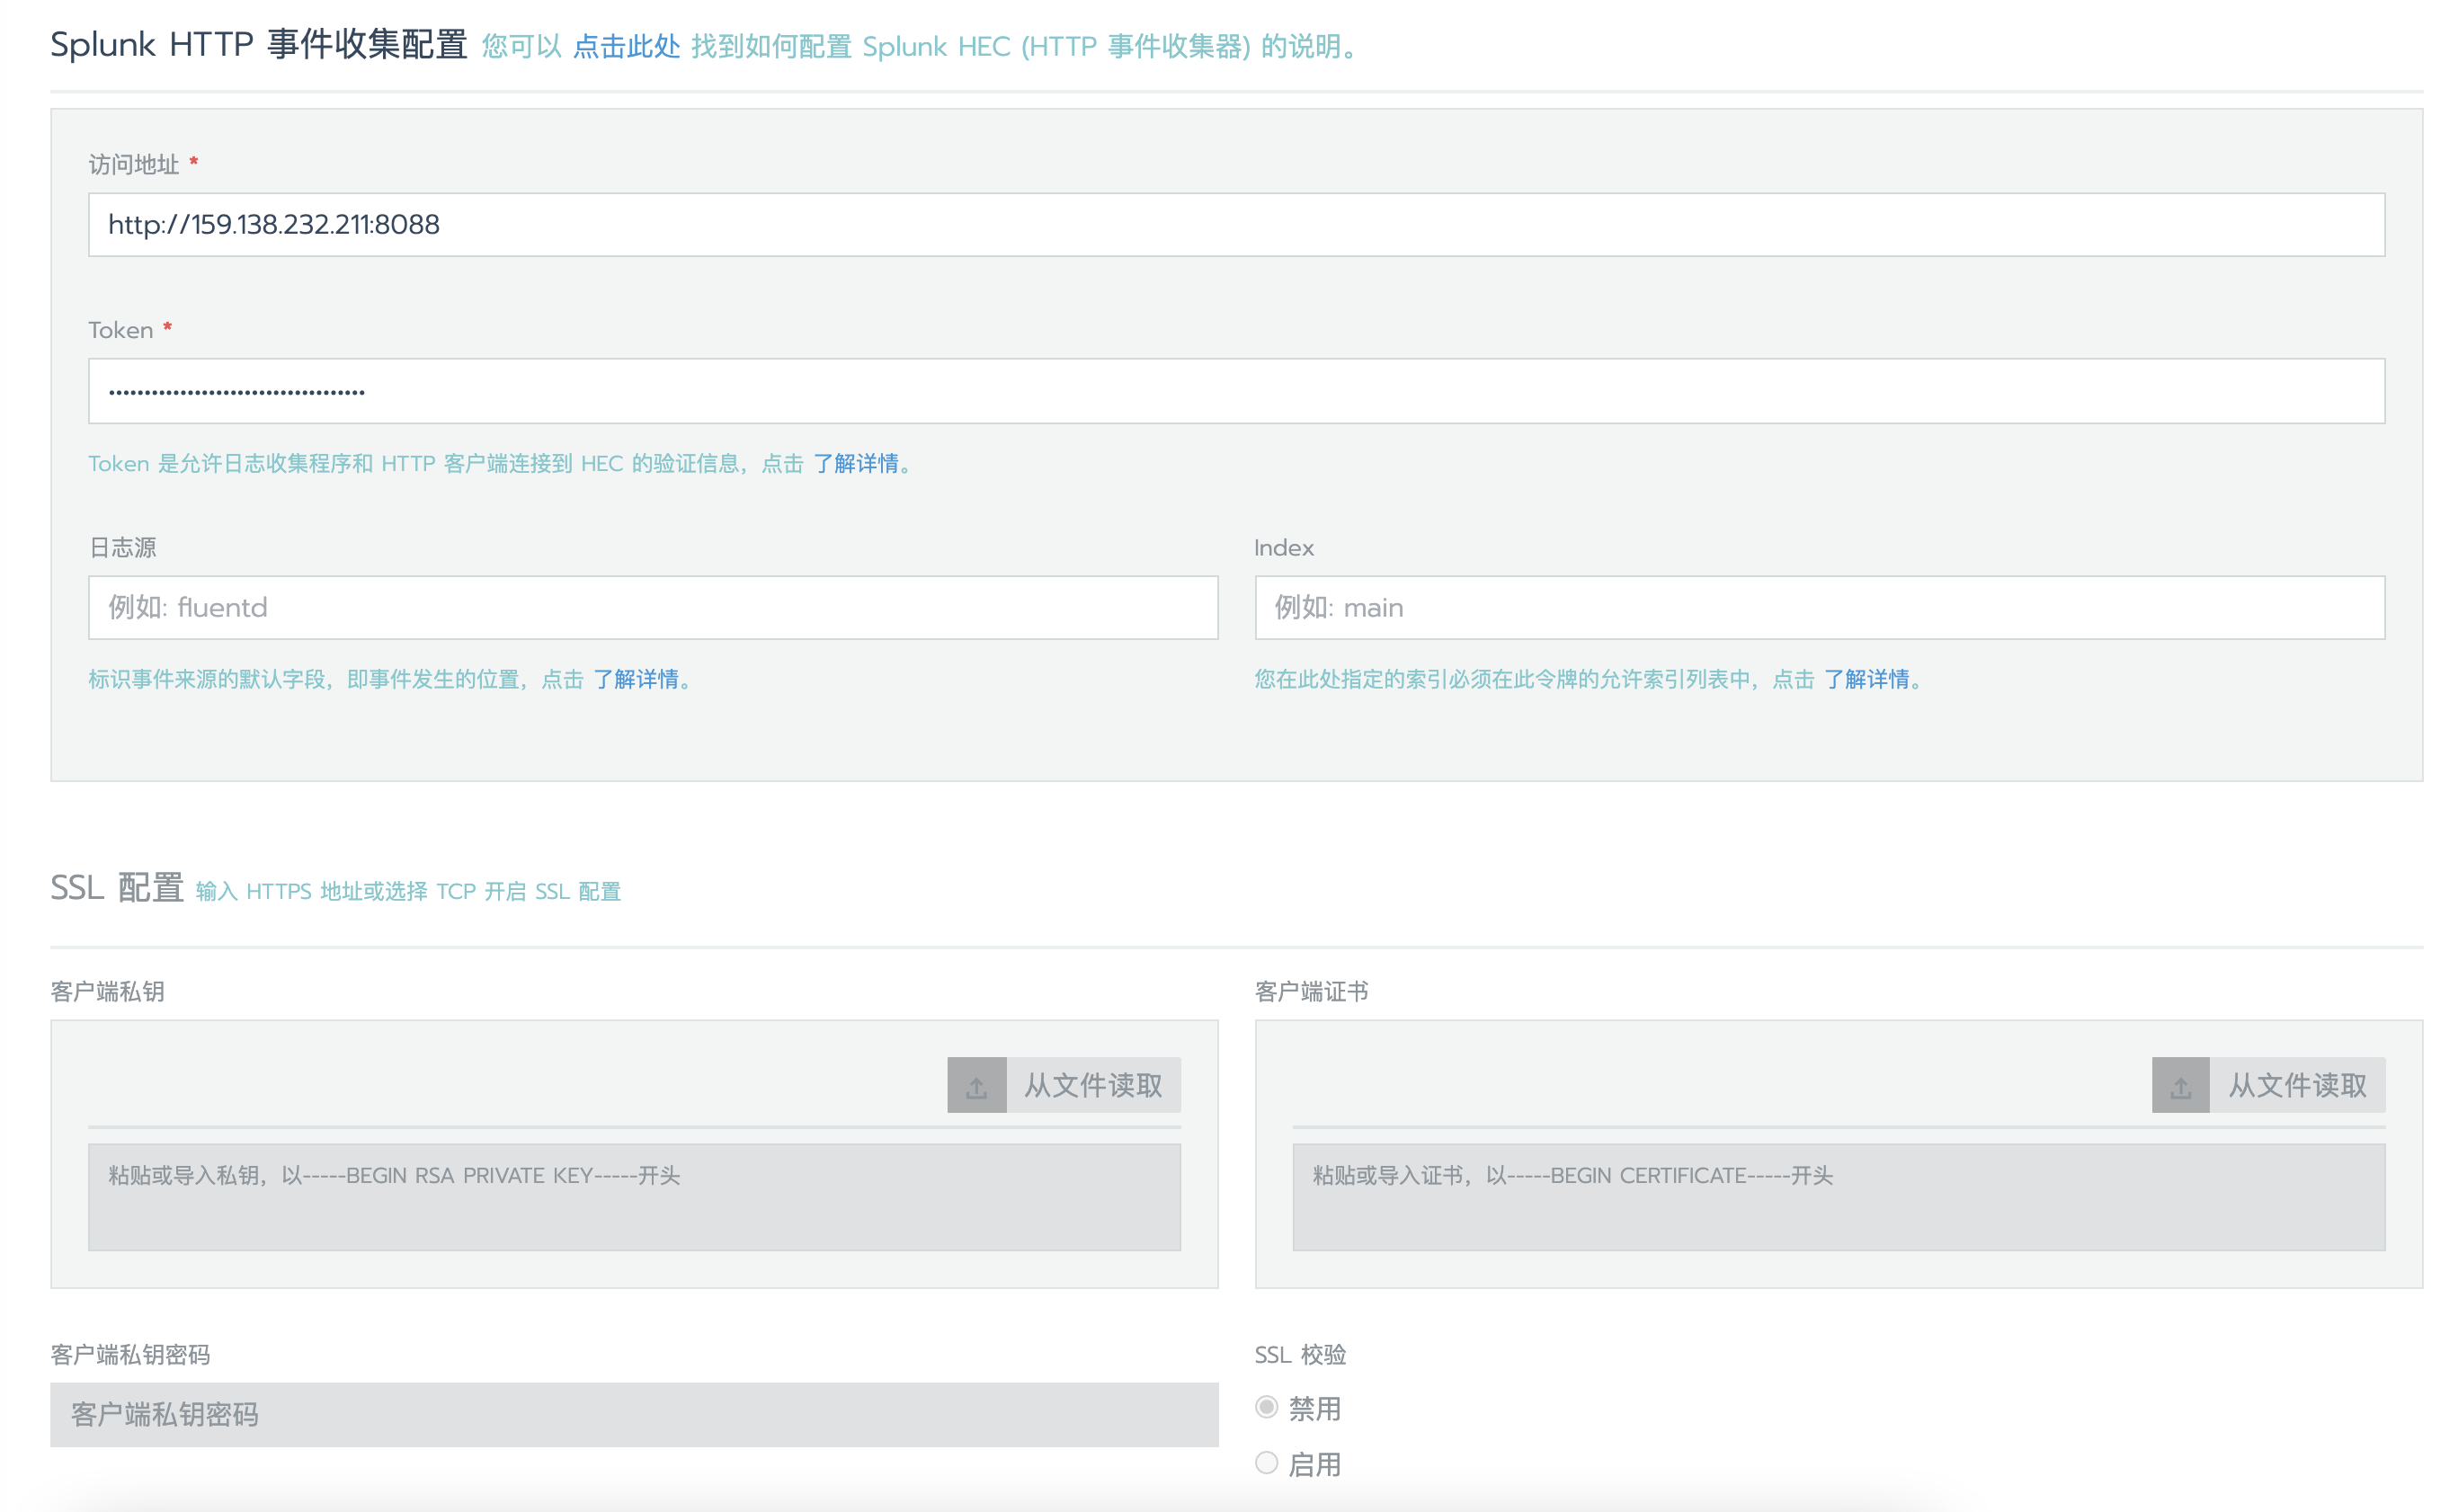 Splunk HTTP 事件收集配置 您可以 点击此处 找到如何配置 Splunk HEC (HTTP 事件收集器) 的说明。
访问地址 *
http://159.138.232.211:8088
Token *
••••••••••••••••••••••••••••••••••••
Token 是允许日志收集程序和 HTTP 客户端连接到 HEC 的验证信息，点击 了解详情。
日志源
Index
例如: fluentd
例如: main
标识事件来源的默认字段，即事件发生的位置，点击 了解详情。
您在此处指定的索引必须在此令牌的允许索引列表中，点击 了解详情。
SSL 配置 输入 HTTPS 地址或选择 TCP 开启 SSL 配置
客户端私钥
客户端证书
从文件读取
从文件读取
粘贴或导入私钥，以-----BEGIN RSA PRIVATE KEY-----开头
粘贴或导入证书，以-----BEGIN CERTIFICATE-----开头
客户端私钥密码
SSL 校验
客户端私钥密码
禁用
启用